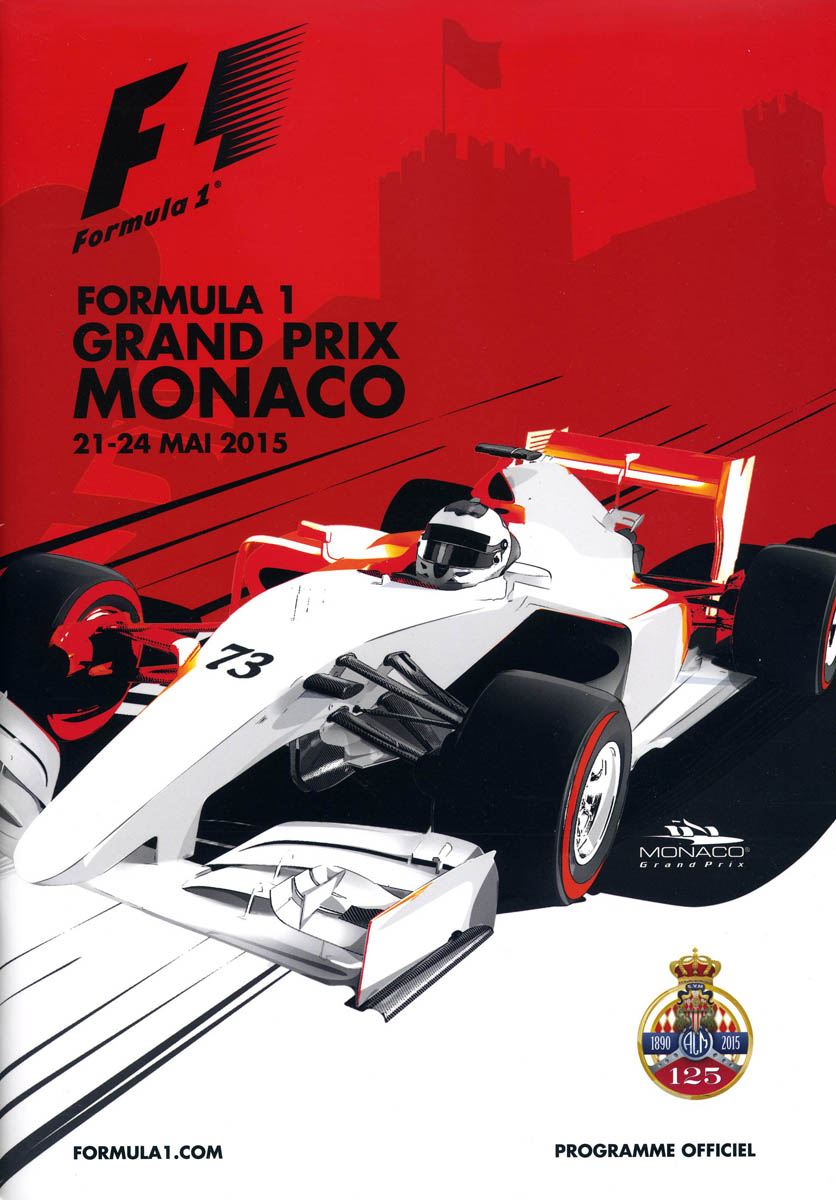 F1
Formula 1®
FORMULA 1
GRAND PRIX
MONACO
21-24 MAI 2015
73
MONACO®
Grand Prix
1890 ACM 2015
125
FORMULA1.COM
PROGRAMME OFFICIEL